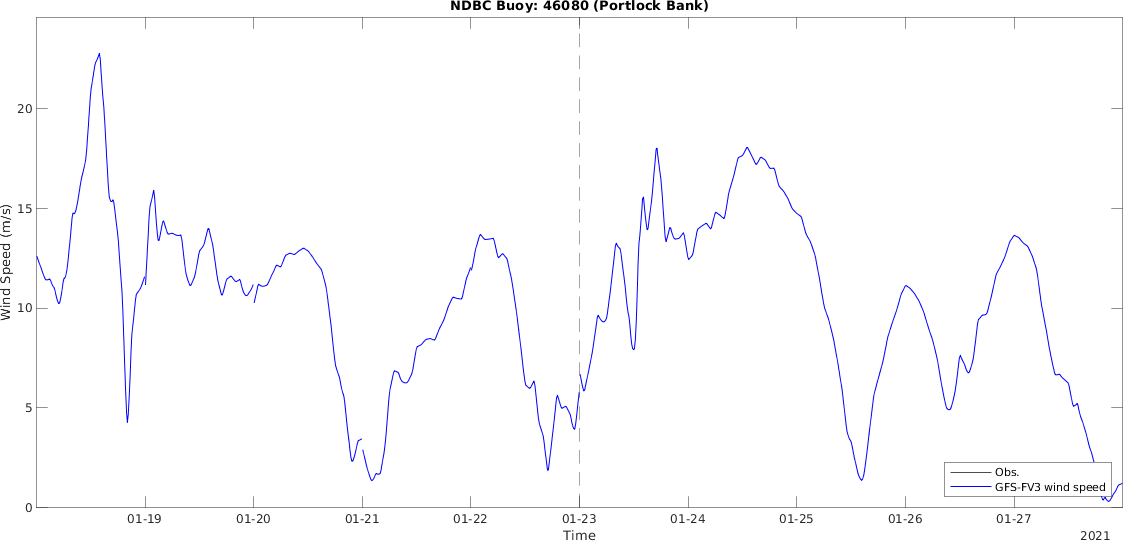 NDBC Buoy: 46080 (Portlock Bank)
Wind Speed (m/s)
20
15
10
5
0
01-19 01-20 01-21 01-22 01-23 01-24 01-25 01-26 01-27
Time
2021
Obs.
GFS-FV3 wind speed